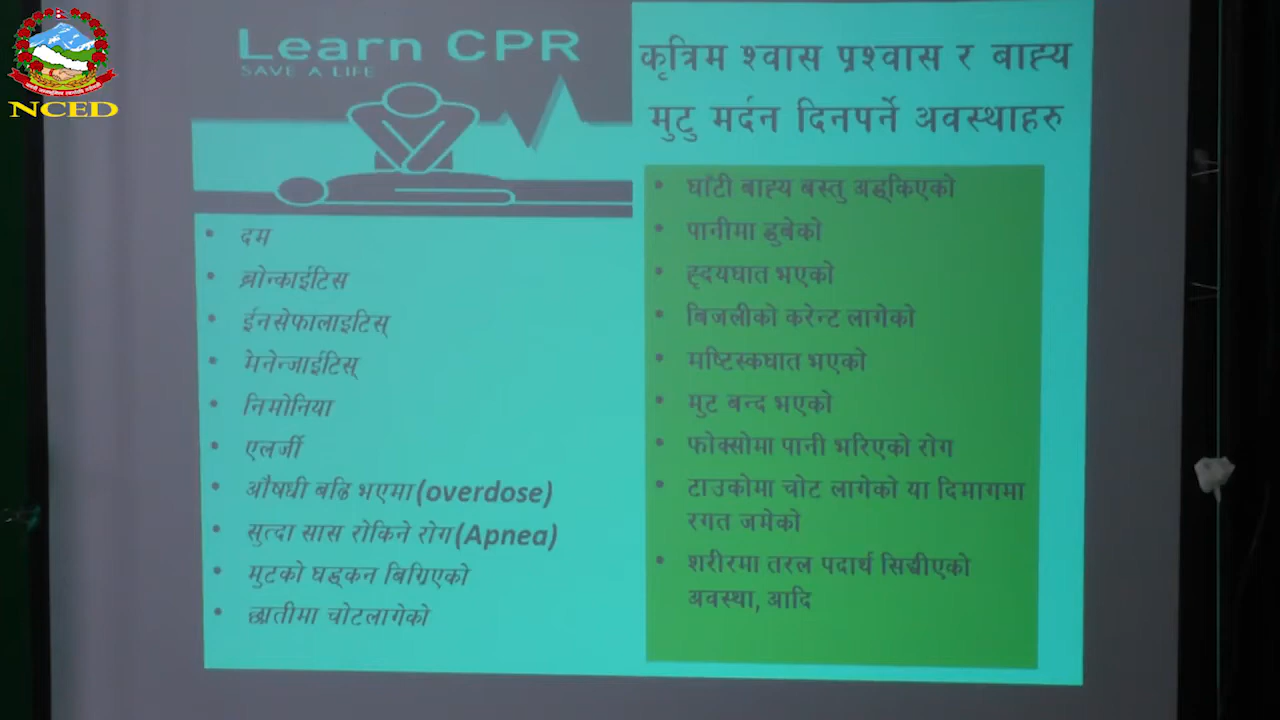 NCED
Learn CPR
SAVE A LIFE
कृत्रिम श्वास प्रश्वास र बाह्य
मुटु मर्दन दिनपर्ने अवस्थाहरु
• दम
• ब्रोन्काईटिस
• ईनसेफालाइटिस्
• मेनेन्जाईटिस्
• निमोनिया
• एलर्जी
• औषधी बढि भएमा(overdose)
• सुत्दा सास रोकिने रोग(Apnea)
• मुटको घड्कन बिग्रिएको
• छातीमा चोटलागेको
• घाँटी बाह्य बस्तु अड्किएको
• पानीमा डुबेको
• ह्दयघात भएको
• बिजलीको करेन्ट लागेको
• मष्टिस्कघात भएको
• मुट बन्द भएको
• फोक्सोमा पानी भरिएको रोग
• टाउकोमा चोट लागेको या दिमागमा
रगत जमेको
• शरीरमा तरल पदार्थ सिद्यीएको
अवस्था, आदि